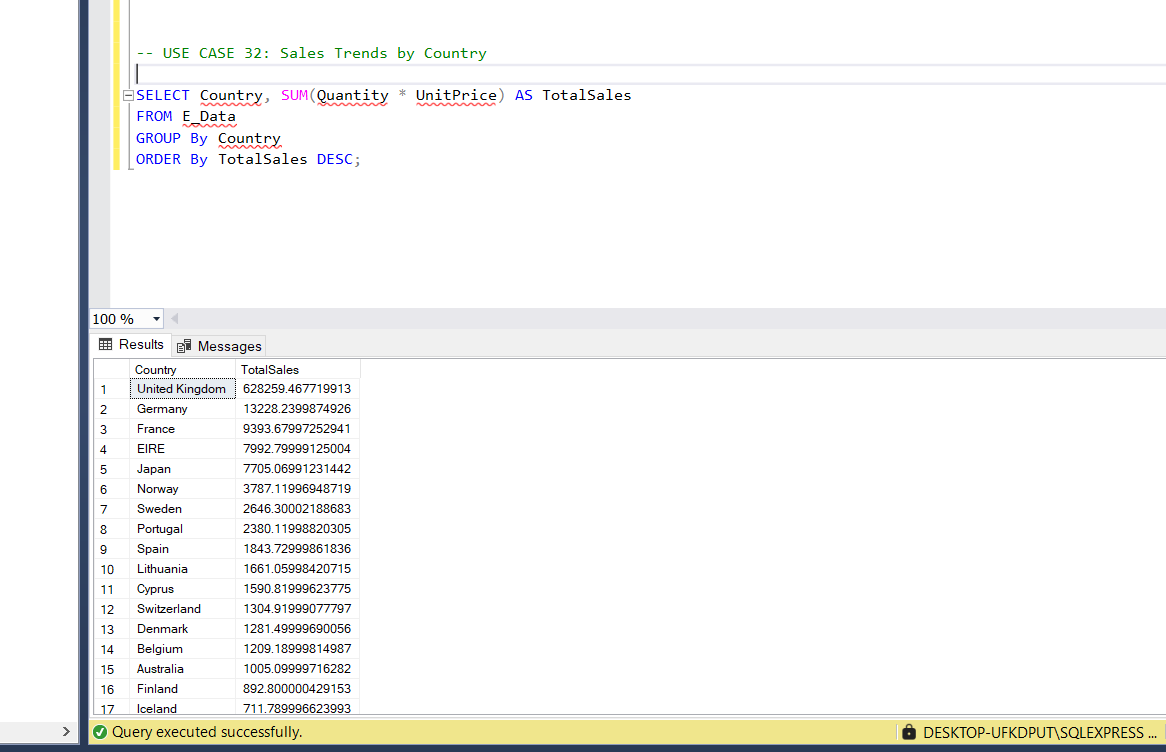 -- USE CASE 32: Sales Trends by Country
SELECT Country, SUM(Quantity * UnitPrice) AS TotalSales
FROM E_Data
GROUP By Country
ORDER By TotalSales DESC;
100 %
Results Messages
Country TotalSales
1 United Kingdom 628259.467719913
2 Germany 13228.2399874926
3 France 9393.67997252941
4 EIRE 7992.79999125004
5 Japan 7705.06991231442
6 Norway 3787.11996948719
7 Sweden 2646.30002188683
8 Portugal 2380.11998820305
9 Spain 1843.72999861836
10 Lithuania 1661.05998420715
11 Cyprus 1590.81999623775
12 Switzerland 1304.91999077797
13 Denmark 1281.49999690056
14 Belgium 1209.18999814987
15 Australia 1005.09999716282
16 Finland 892.800000429153
17 Iceland 711.789996623993
Query executed successfully. DESKTOP-UFKDPUT\SQLEXPRESS ...